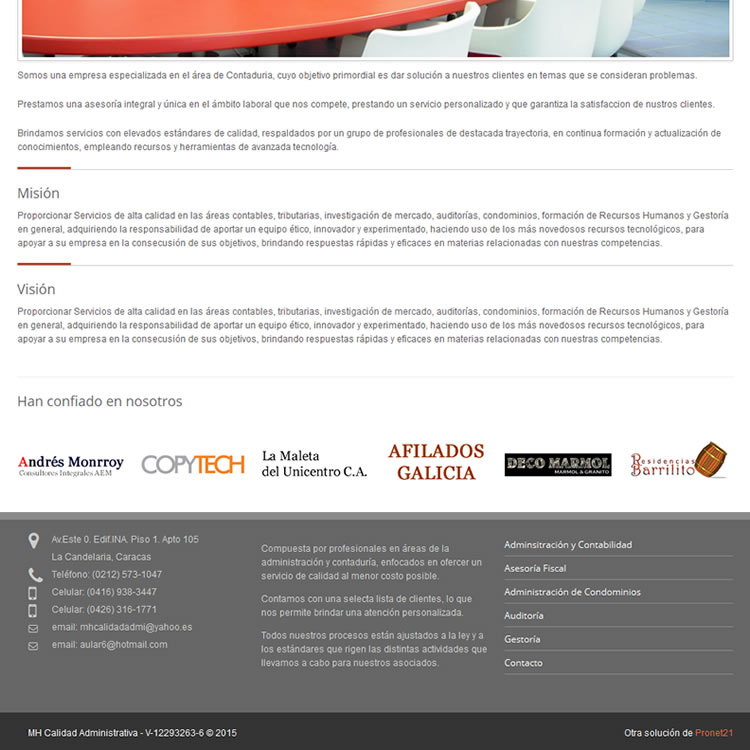 Somos una empresa especializada en el área de Contaduria, cuyo objetivo primordial es dar solución a nuestros clientes en temas que se consideran problemas.
Prestamos una asesoría integral y única en el ámbito laboral que nos compete, prestando un servicio personalizado y que garantiza la satisfaccion de nustros clientes.
Brindamos servicios con elevados estándares de calidad, respaldados por un grupo de profesionales de destacada trayectoria, en continua formación y actualización de
conocimientos, empleando recursos y herramientas de avanzada tecnología.
Misión
Proporcionar Servicios de alta calidad en las áreas contables, tributarias, investigación de mercado, auditorías, condominios, formación de Recursos Humanos y Gestoría
en general, adquiriendo la responsabilidad de aportar un equipo ético, innovador y experimentado, haciendo uso de los más novedosos recursos tecnológicos, para
apoyar a su empresa en la consecusión de sus objetivos, brindando respuestas rápidas y eficaces en materias relacionadas con nuestras competencias.
Visión
Proporcionar Servicios de alta calidad en las áreas contables, tributarias, investigación de mercado, auditorías, condominios, formación de Recursos Humanos y Gestoría
en general, adquiriendo la responsabilidad de aportar un equipo ético, innovador y experimentado, haciendo uso de los más novedosos recursos tecnológicos, para
apoyar a su empresa en la consecusión de sus objetivos, brindando respuestas rápidas y eficaces en materias relacionadas con nuestras competencias.
Han confiado en nosotros
Andrés Monrroy
Consultores Integrales AEM
COPYTECH
La Maleta
del Unicentro C.A.
AFILADOS
GALICIA
DECO MARMOL
MARMOL & GRANITO
Residencias
Barrilito
Av.Este 0. Edif.INA. Piso 1. Apto 105
La Candelaria, Caracas
Teléfono: (0212) 573-1047
Celular: (0416) 938-3447
Celular: (0426) 316-1771
email: mhcalidadadmi@yahoo.es
email: aular6@hotmail.com
Compuesta por profesionales en áreas de la
administración y contaduría, enfocados en ofercer un
servicio de calidad al menor costo posible.
Contamos con una selecta lista de clientes, lo que
nos permite brindar una atención personalizada.
Todos nuestros procesos están ajustados a la ley y a
los estándares que rigen las distintas actividades que
llevamos a cabo para nuestros asociados.
Adminsitración y Contabilidad
Asesoría Fiscal
Administración de Condominios
Auditoría
Gestoría
Contacto
MH Calidad Administrativa - V-12293263-6 © 2015
Otra solución de Pronet21